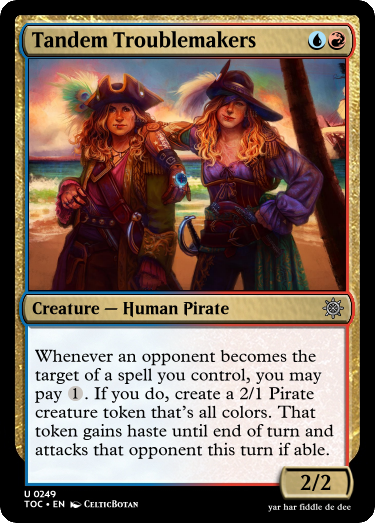 Tandem Troublemakers
Creature — Human Pirate
Whenever an opponent becomes the
target of a spell you control, you may
pay 1. If you do, create a 2/1 Pirate
creature token that's all colors. That
token gains haste until end of turn and
attacks that opponent this turn if able.
2/2
U 0249
TOC • EN CelticBotan
yar har fiddle de dee